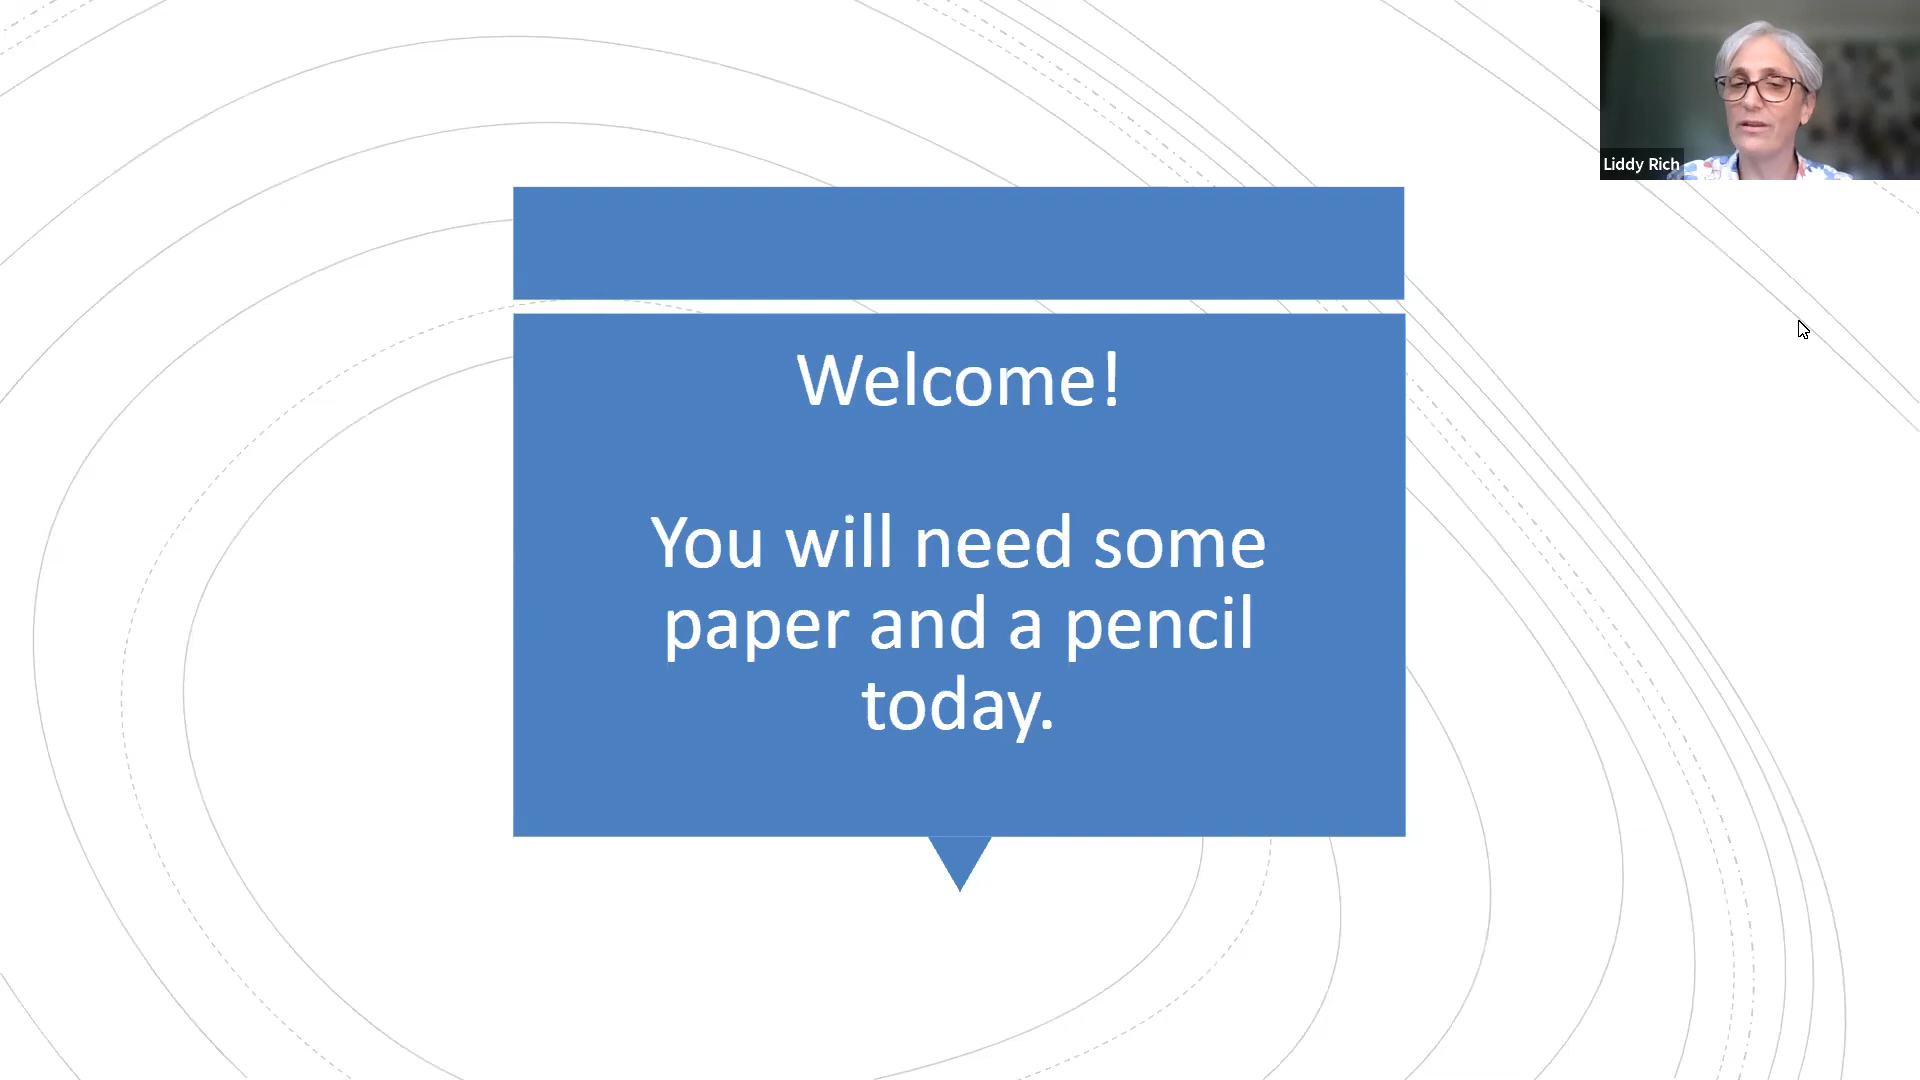 Liddy Rich
Welcome!
You will need some
paper and a pencil
today.